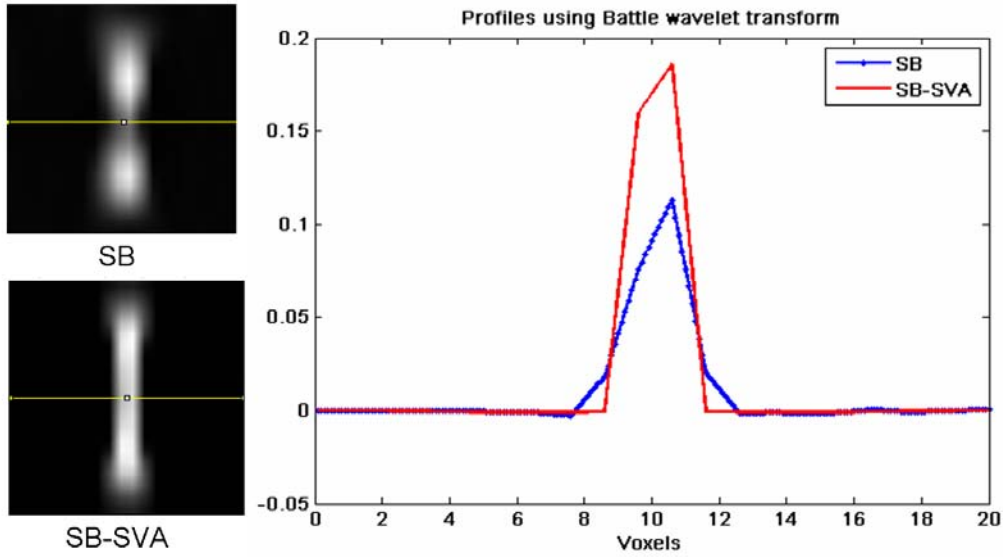 SB
SB-SVA
Profiles using Battle wavelet transform
SB
SB-SVA
0.2
0.15
0.1
0.05
0
-0.05
0 2 4 6 8 10 12 14 16 18 20
Voxels